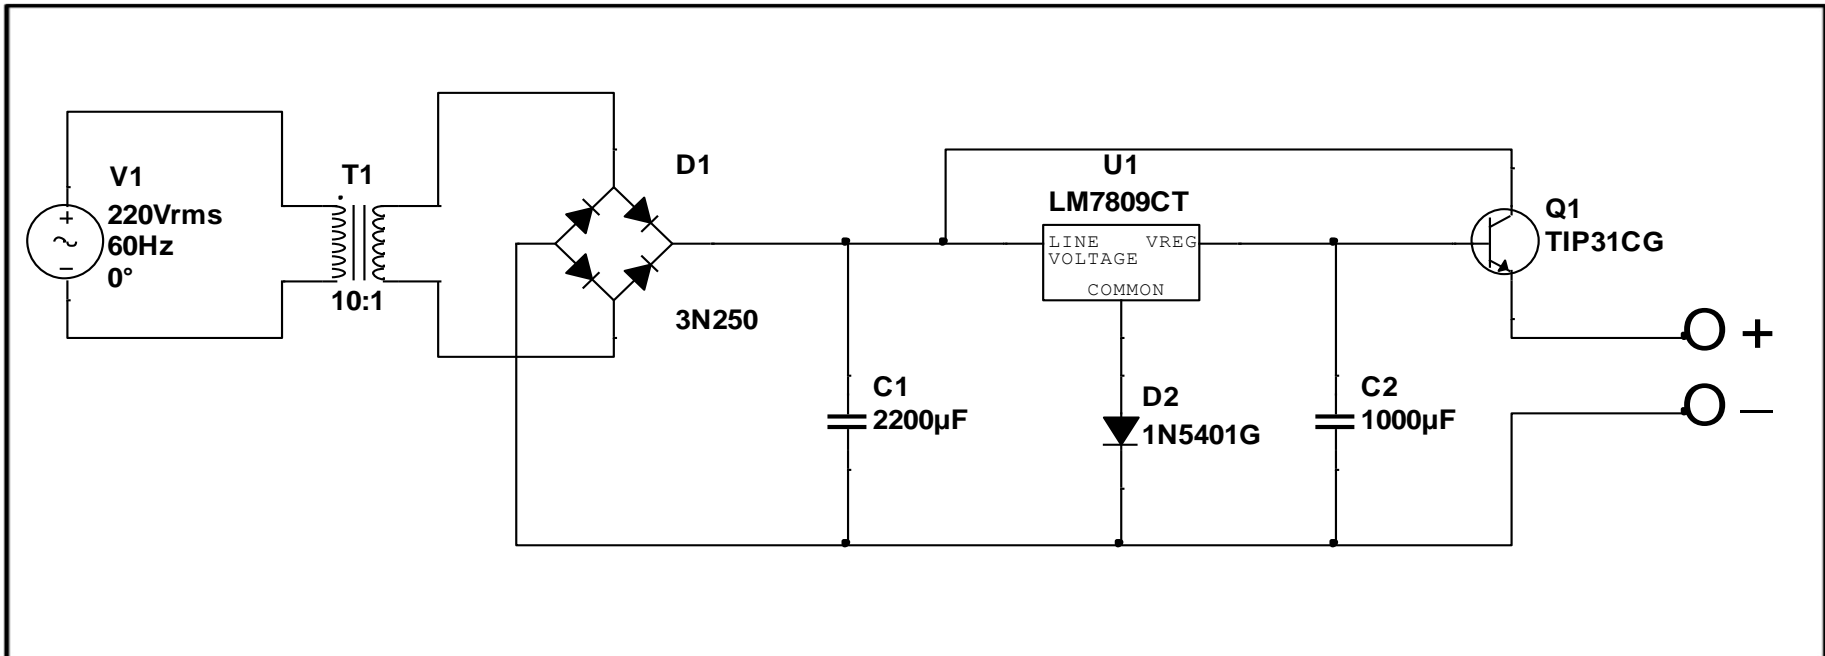 V1
220Vrms
60Hz
0°
T1
10:1
D1
3N250
C1
2200µF
U1
LM7809CT
LINE VREG
VOLTAGE
COMMON
D2
1N5401G
C2
1000µF
Q1
TIP31CG
O +
O –